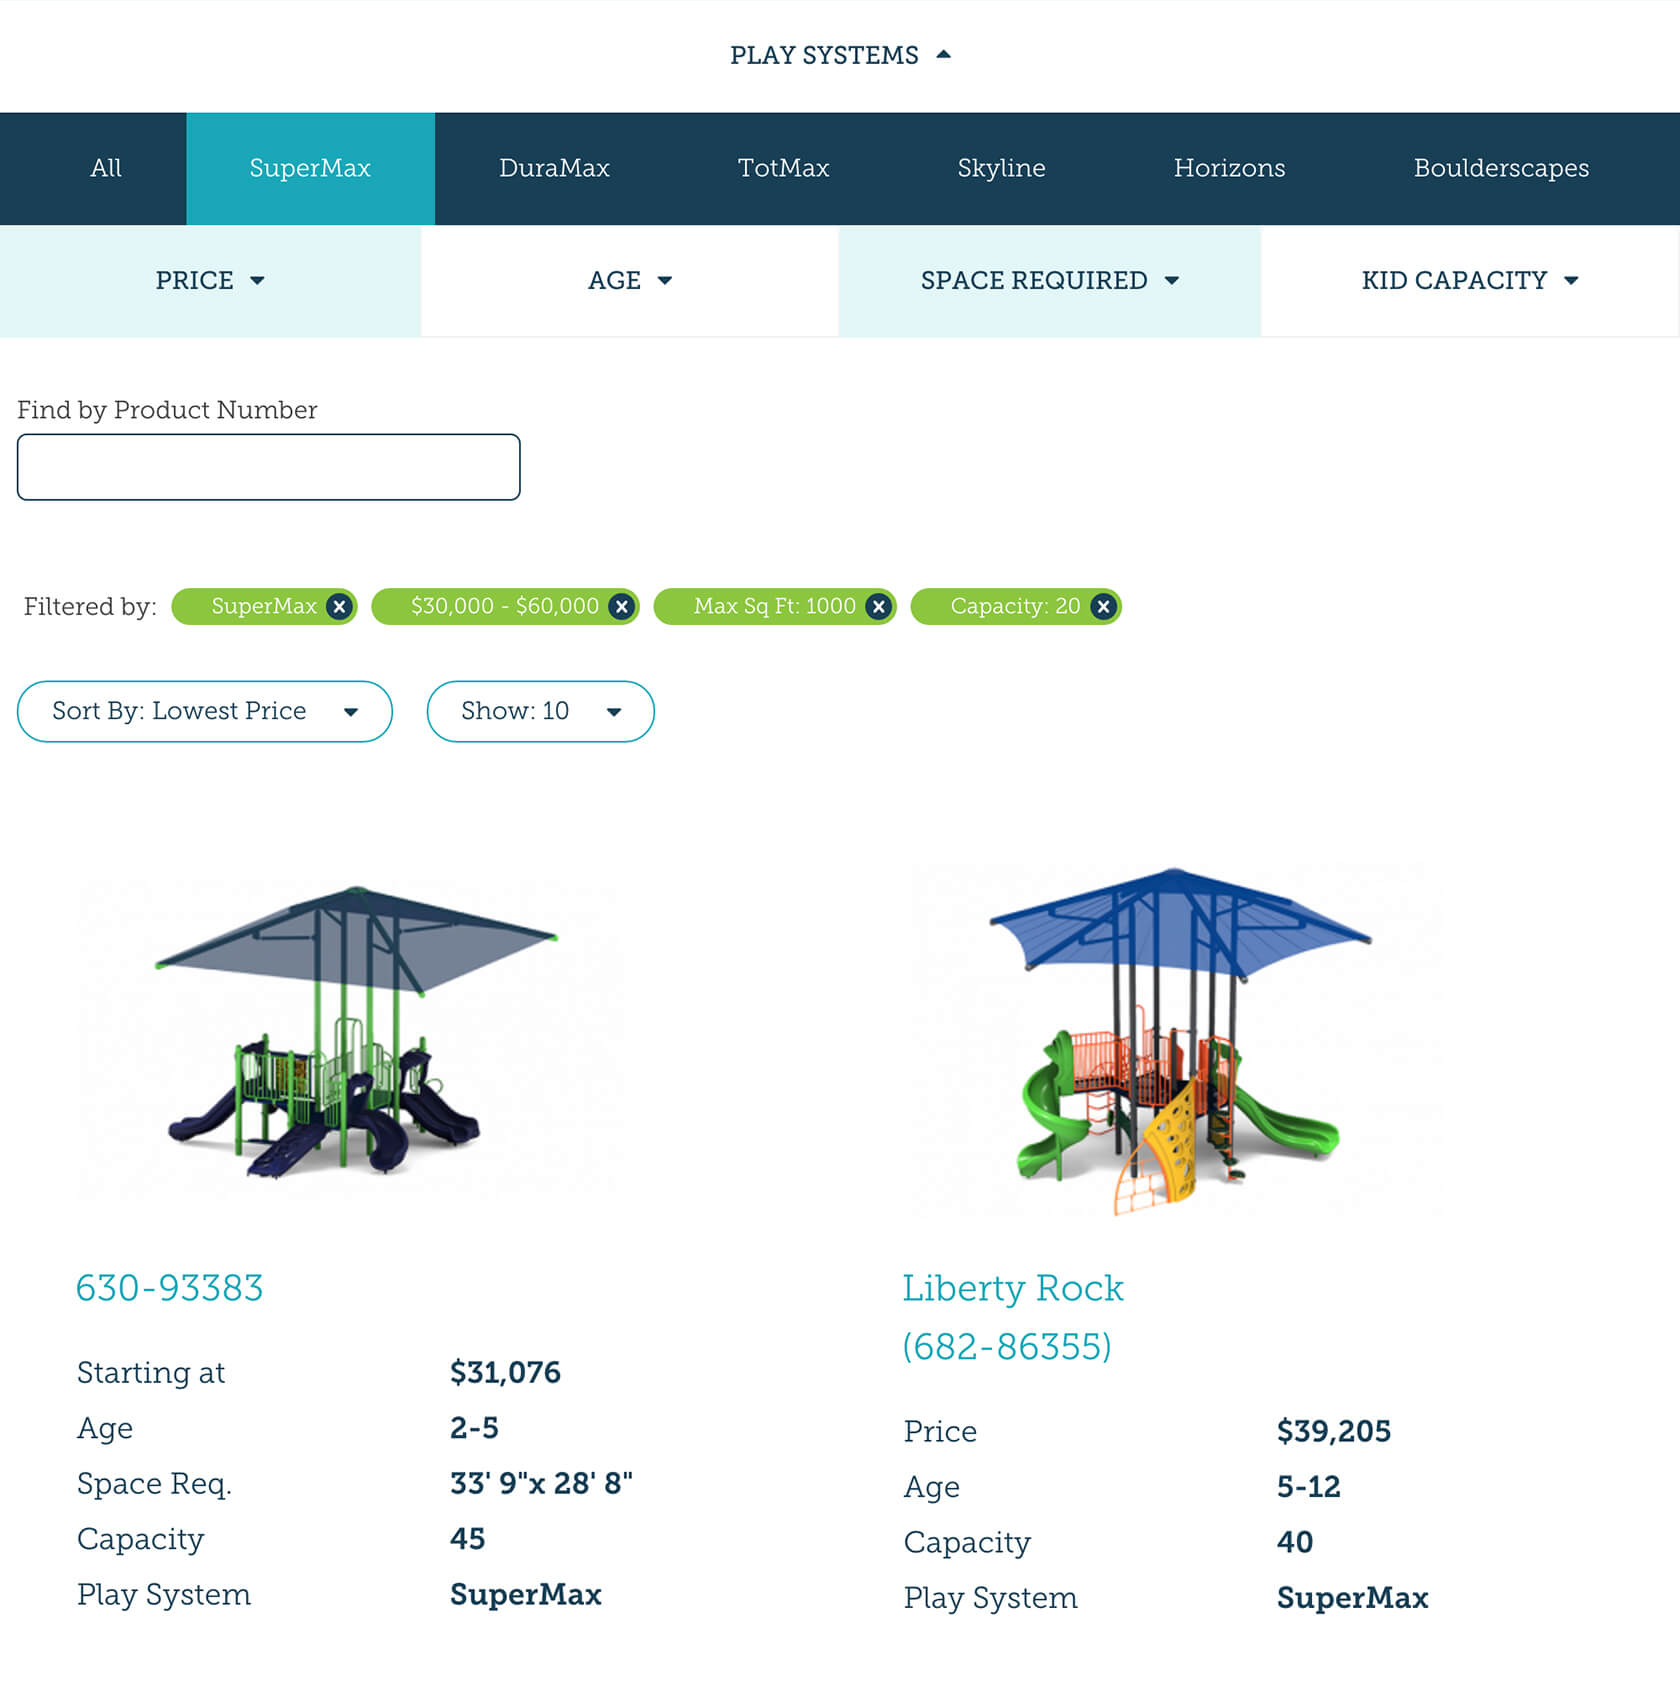 PLAY SYSTEMS
All SuperMax DuraMax TotMax Skyline Horizons Boulderscapes
PRICE AGE SPACE REQUIRED KID CAPACITY
Find by Product Number
Filtered by: SuperMax $30,000 - $60,000 Max Sq Ft: 1000 Capacity: 20
Sort By: Lowest Price Show: 10
630-93383
Starting at $31,076
Age 2-5
Space Req. 33' 9"x 28' 8"
Capacity 45
Play System SuperMax
Liberty Rock
(682-86355)
Price $39,205
Age 5-12
Capacity 40
Play System SuperMax